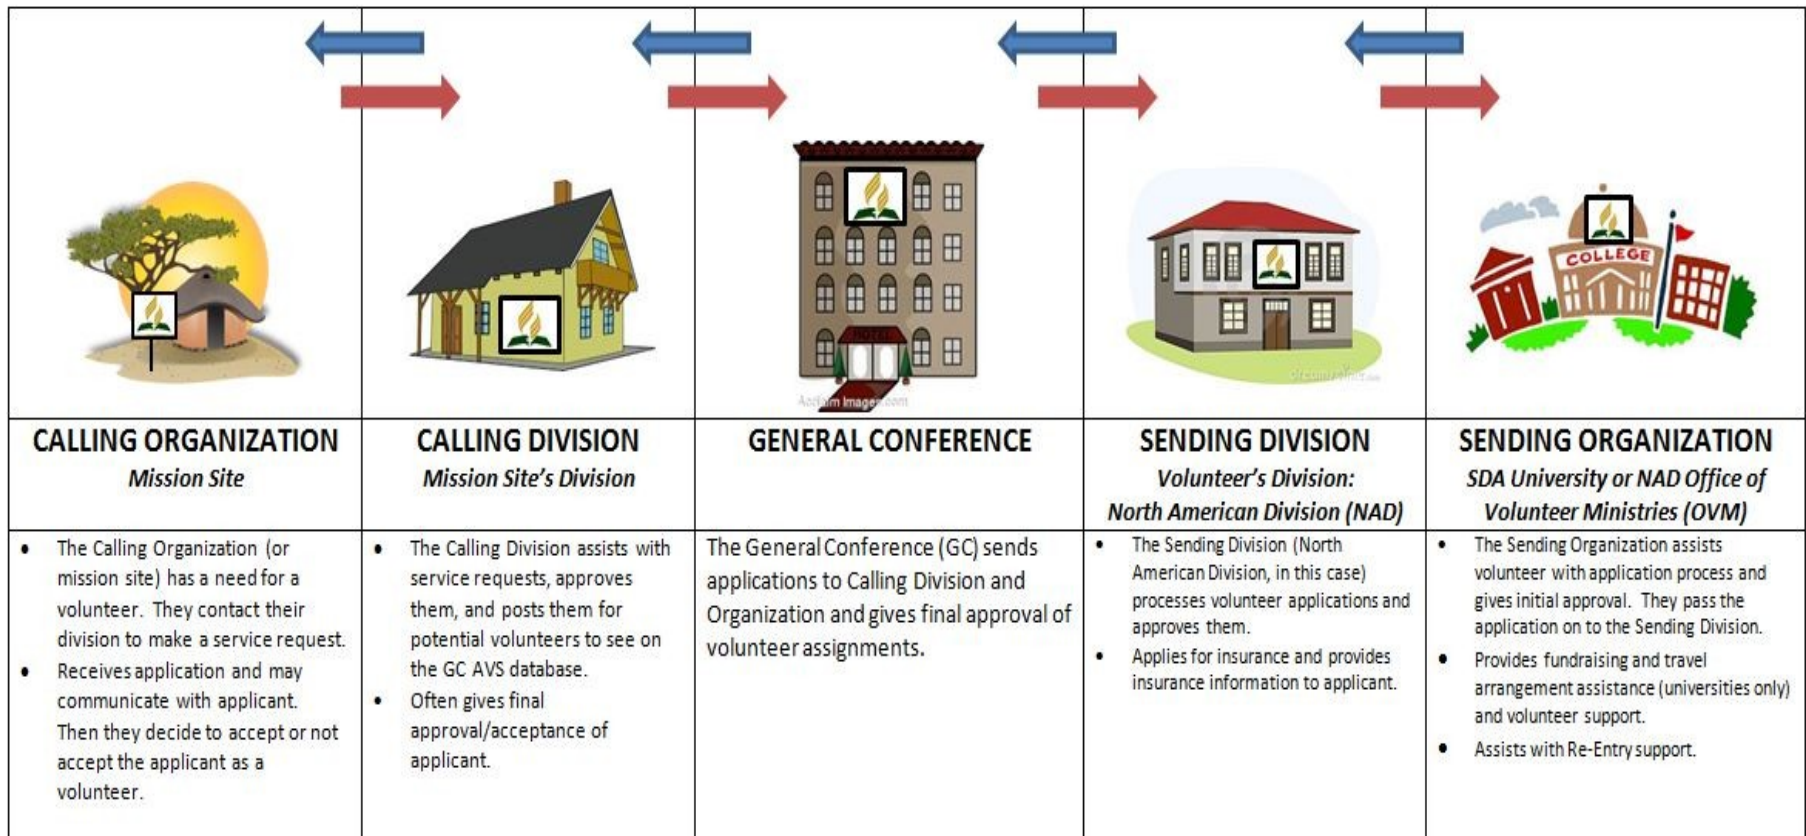 COLLEGE
HOTEL
Acclaim Images.com
dreamstime.com
CALLING ORGANIZATION
Mission Site
CALLING DIVISION
Mission Site's Division
GENERAL CONFERENCE
SENDING DIVISION
Volunteer's Division:
North American Division (NAD)
SENDING ORGANIZATION
SDA University or NAD Office of
Volunteer Ministries (OVM)
• The Calling Organization (or
mission site) has a need for a
volunteer. They contact their
division to make a service request.
• Receives application and may
communicate with applicant.
Then they decide to accept or not
accept the applicant as a
volunteer.
• The Calling Division assists with
service requests, approves
them, and posts them for
potential volunteers to see on
the GC AVS database.
• Often gives final
approval/acceptance of
applicant.
The General Conference (GC) sends
applications to Calling Division and
Organization and gives final approval of
volunteer assignments.
• The Sending Division (North
American Division, in this case)
processes volunteer applications and
approves them.
• Applies for insurance and provides
insurance information to applicant.
• The Sending Organization assists
volunteer with application process and
gives initial approval. They pass the
application on to the Sending Division.
• Provides fundraising and travel
arrangement assistance (universities only)
and volunteer support.
• Assists with Re-Entry support.